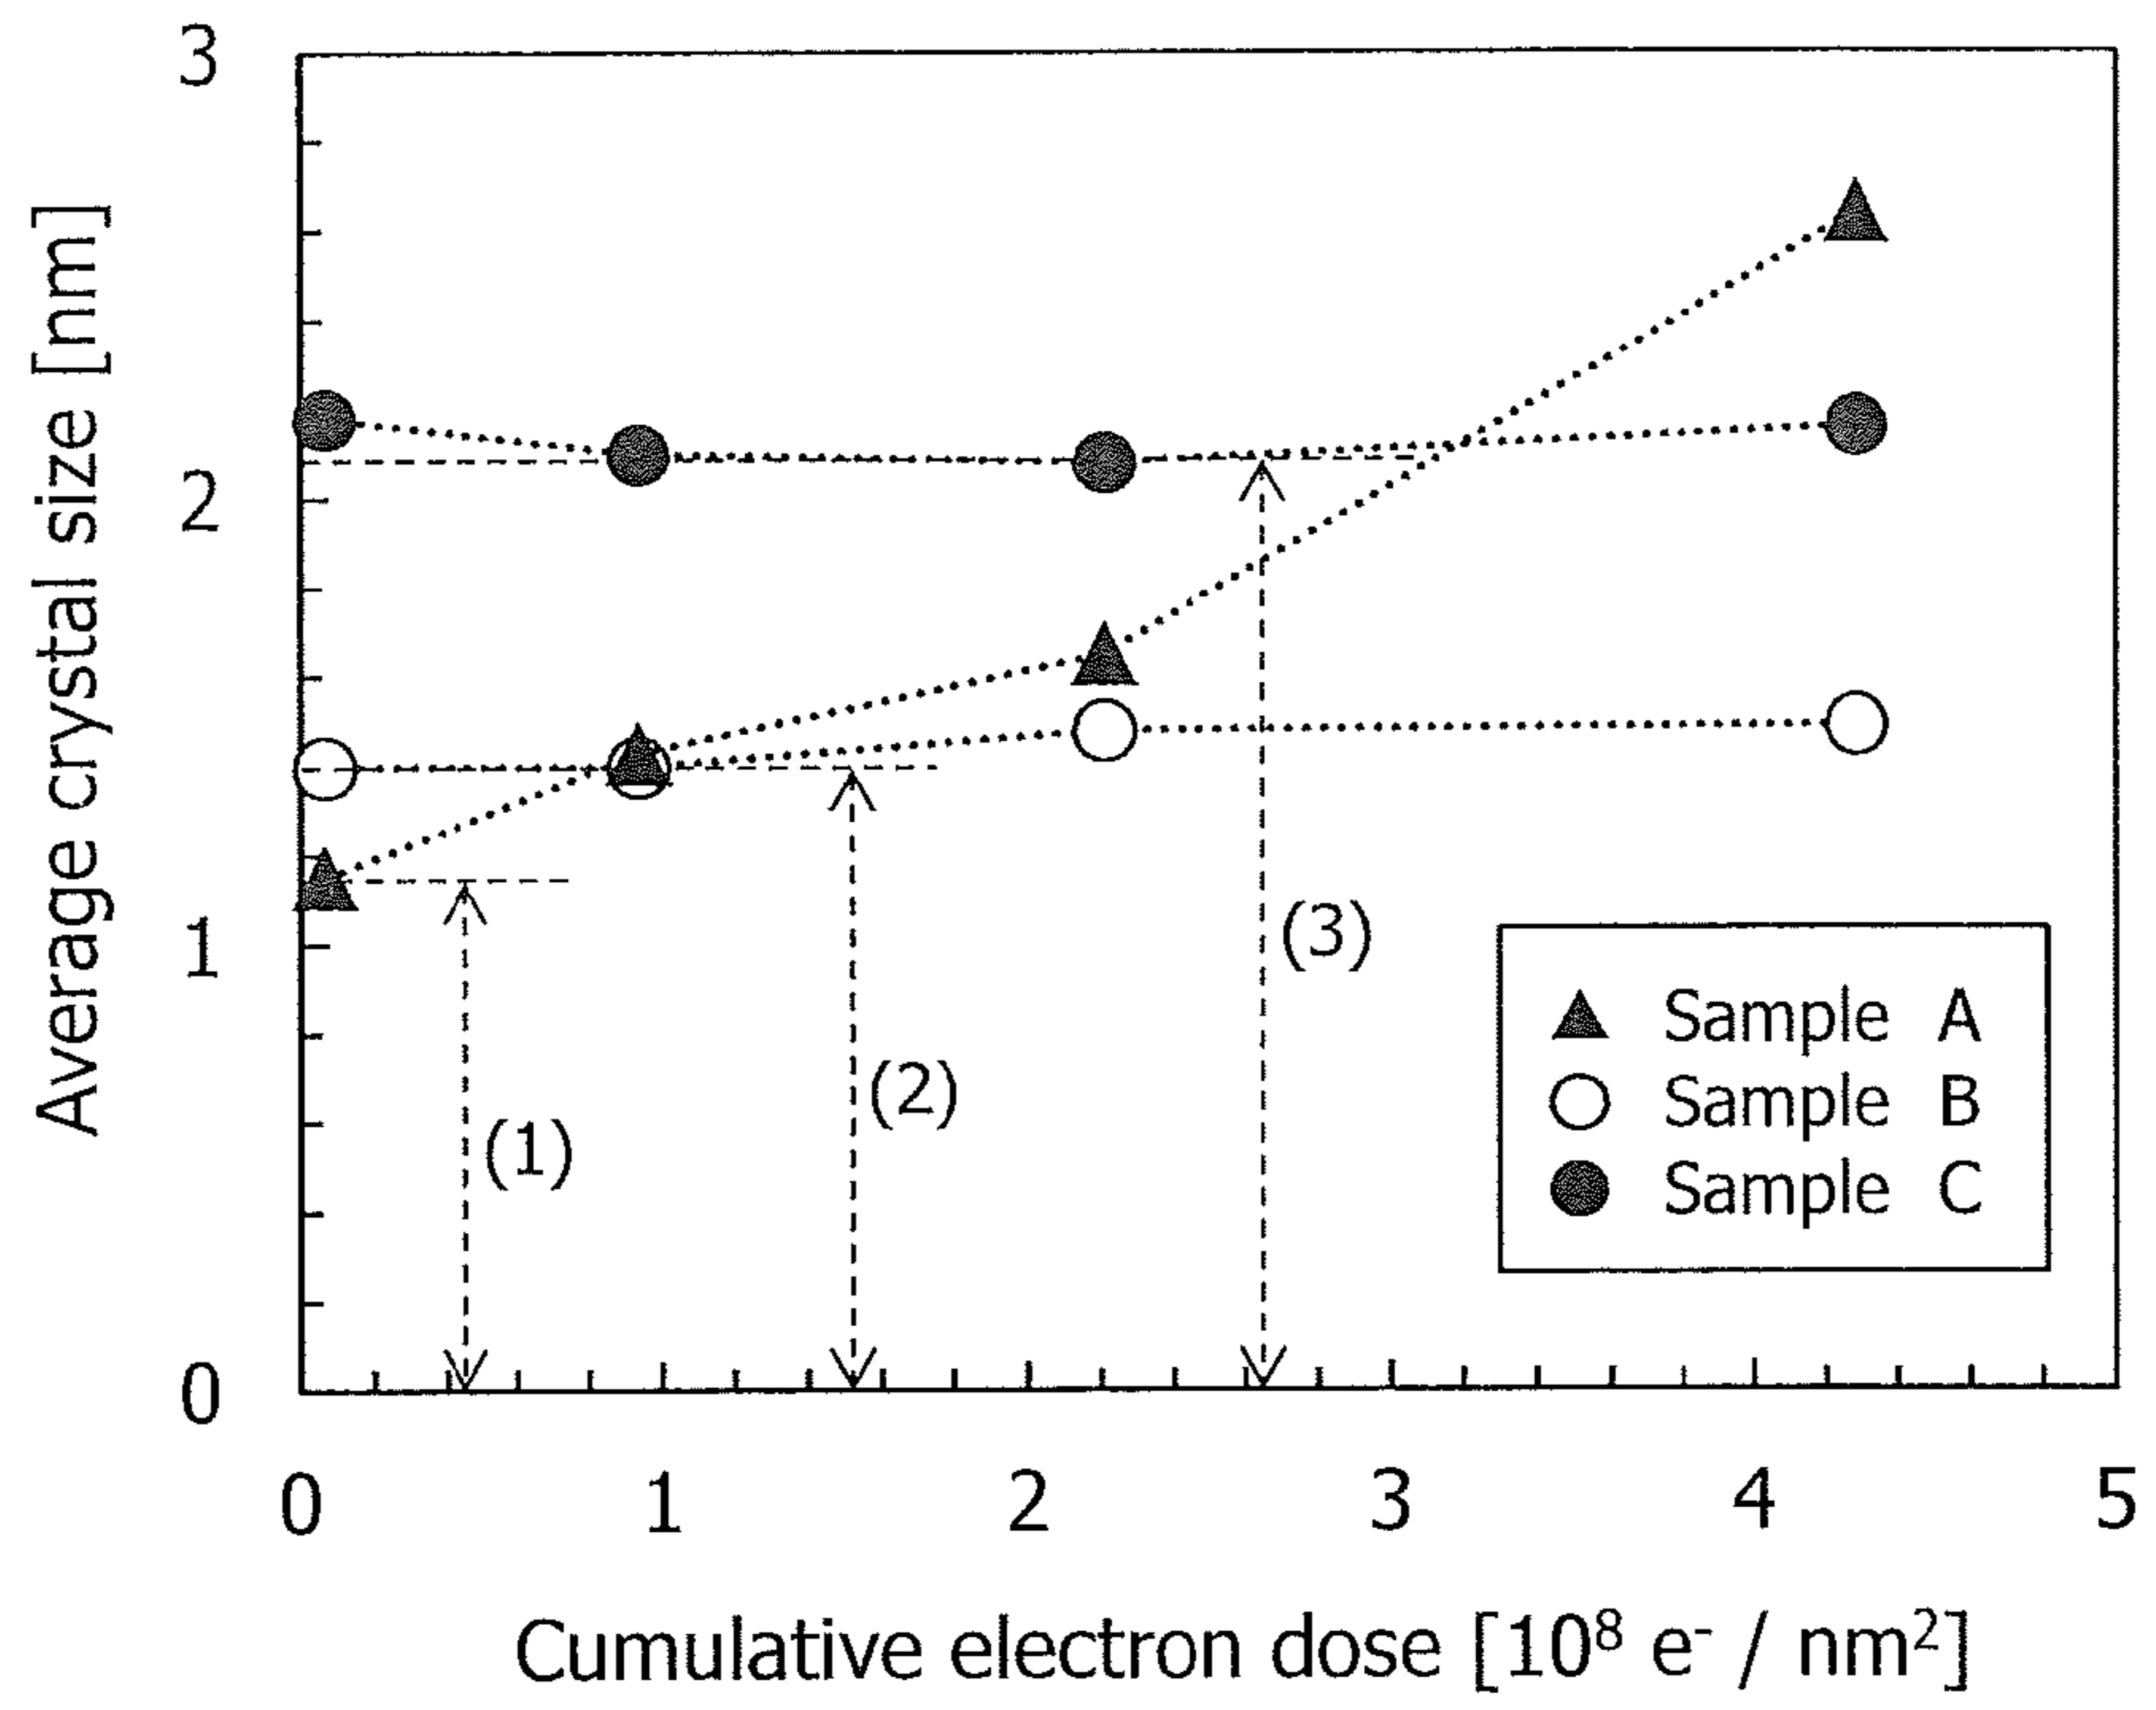 Average crystal size [nm]
3
2
1
0
(1)
(2)
(3)
Sample A
Sample B
Sample C
0 1 2 3 4 5
Cumulative electron dose [10⁸ e⁻ / nm²]